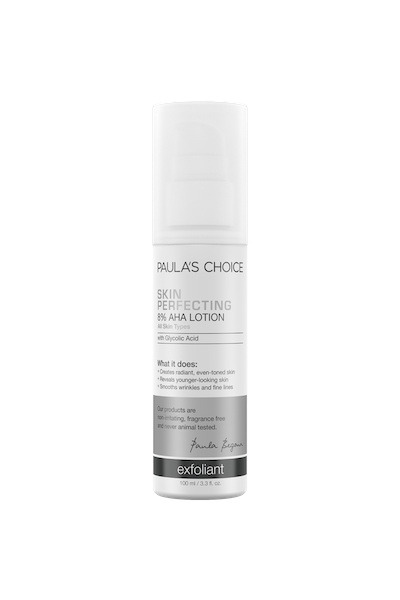 PAULA'S CHOICE
SKIN
PERFECTING
8% AHA LOTION
All Skin Types
with Glycolic Acid
What it does:
• Creates radiant, even-toned skin
• Reveals younger-looking skin
• Smooths wrinkles and fine lines
Our products are
non-irritating, fragrance free
and never animal tested.
Paula Begoun
exfoliant
100 ml / 3.3 fl. oz.